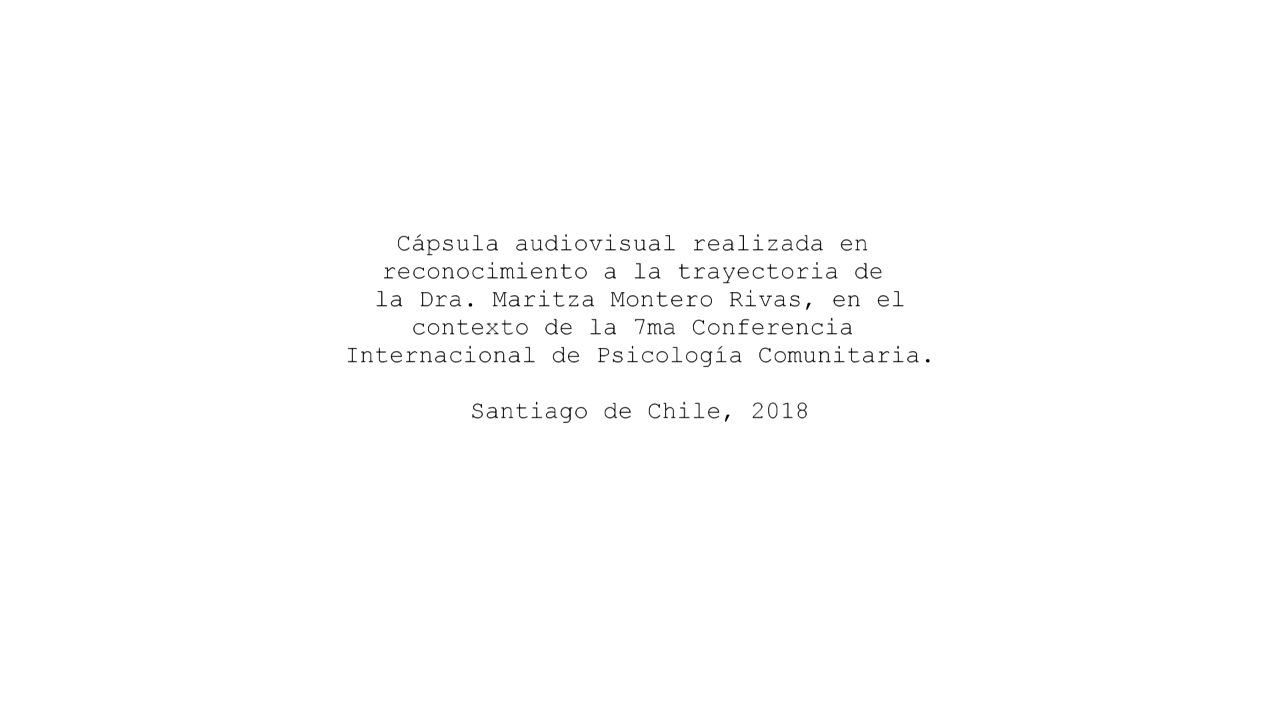 Cápsula audiovisual realizada en
reconocimiento a la trayectoria de
la Dra. Maritza Montero Rivas, en el
contexto de la 7ma Conferencia
Internacional de Psicología Comunitaria.
Santiago de Chile, 2018